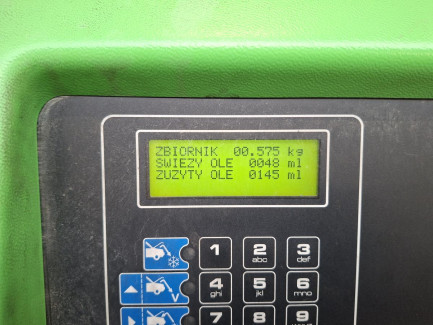 ZBIORNIK 00.575 kg
SWIEZY OLE 0048 ml
ZUZYTY OLE 0145 ml
1 2 3
abc def
4 5 6
ghi jkl mno
7 8 9
V